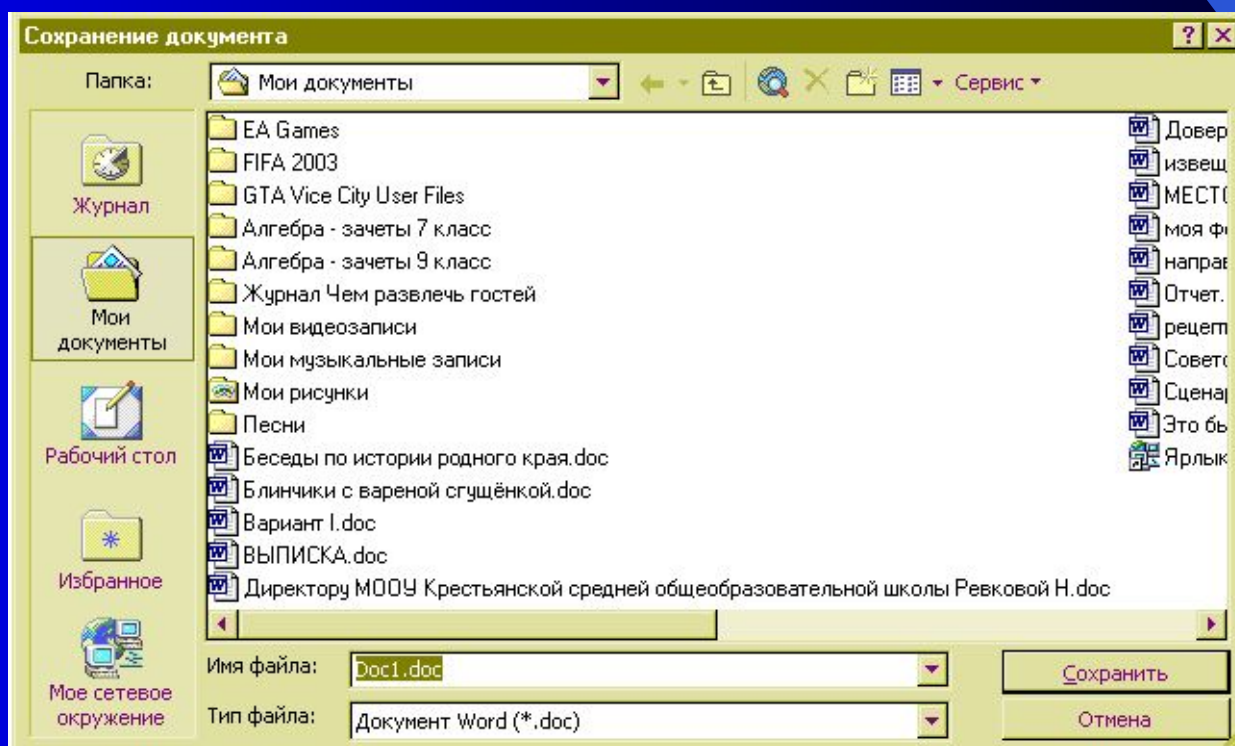 Сохранение документа
Папка:
Мои документы
Сервис
Журнал
Мои
документы
Рабочий стол
Избранное
Мое сетевое
окружение
EA Games
FIFA 2003
GTA Vice City User Files
Алгебра - зачеты 7 класс
Алгебра - зачеты 9 класс
Журнал Чем развлечь гостей
Мои видеозаписи
Мои музыкальные записи
Мои рисунки
Песни
Беседы по истории родного края.doc
Блинчики с вареной сгущёнкой.doc
Вариант I.doc
ВЫПИСКА.doc
Директору МООУ Крестьянской средней общеобразовательной школы Ревковой Н.doc
Довер
извещ
МЕСТО
моя ф
направ
Отчет.
рецеп
Совето
Сценар
Это бы
Ярлык
Имя файла:
Doc1.doc
Сохранить
Тип файла:
Документ Word (*.doc)
Отмена